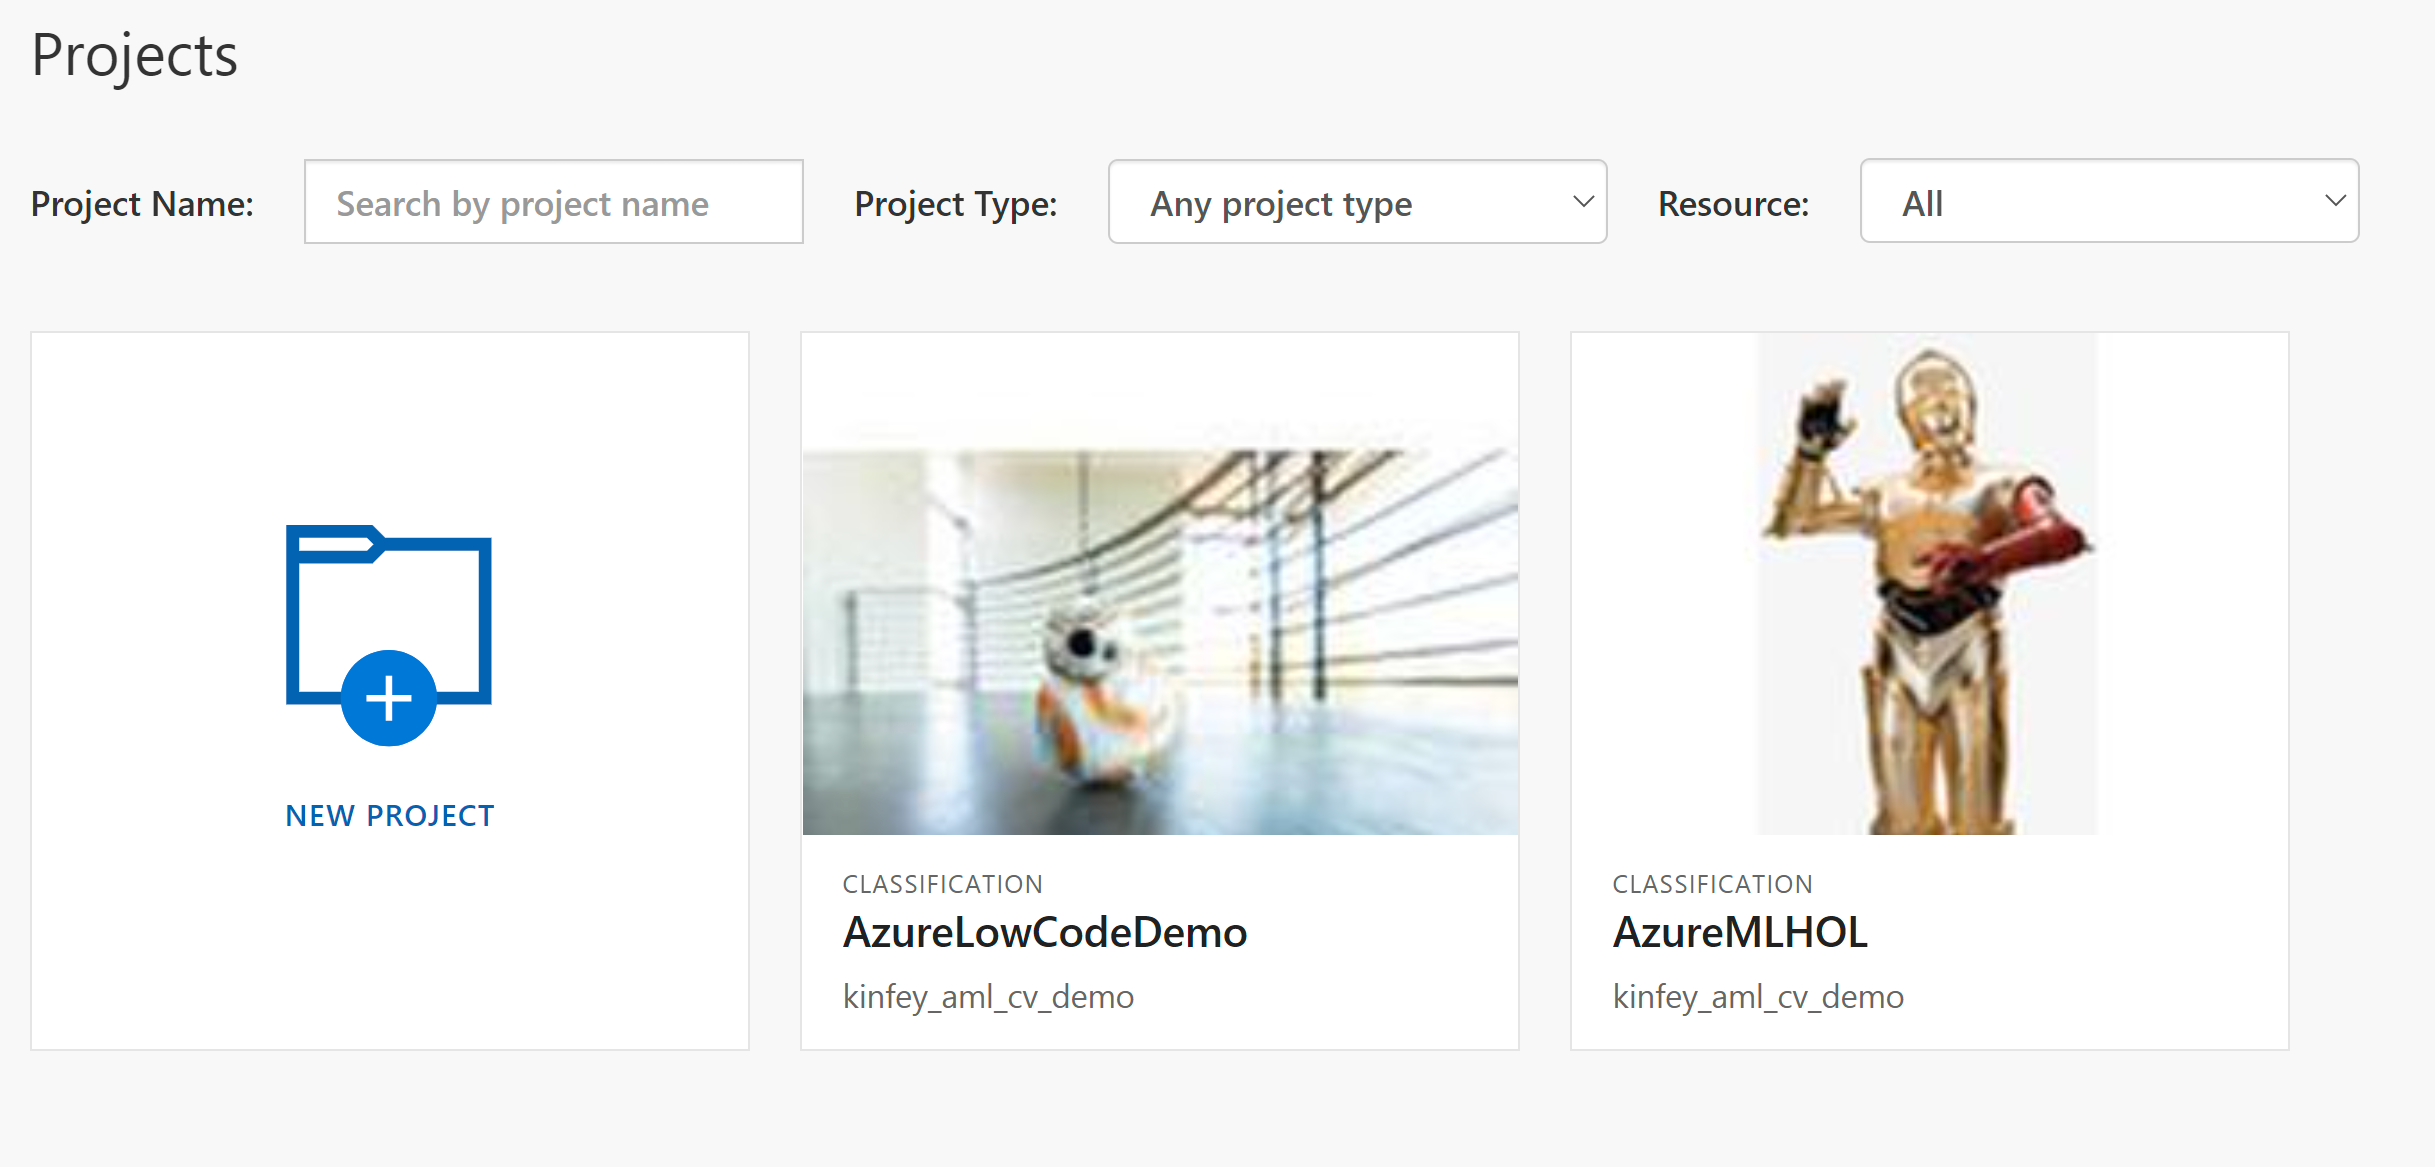 Projects
Project Name: Search by project name Project Type: Any project type Resource: All
NEW PROJECT
CLASSIFICATION
AzureLowCodeDemo
kinfey_aml_cv_demo
CLASSIFICATION
AzureMLHOL
kinfey_aml_cv_demo